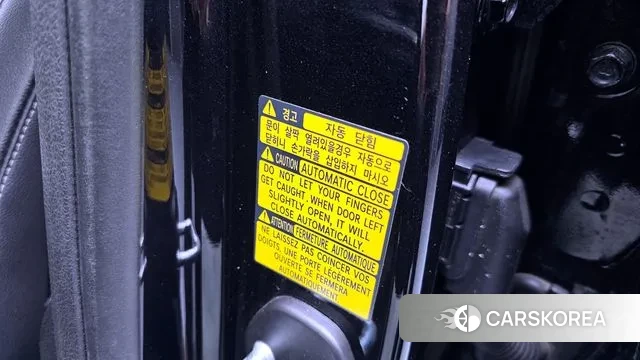 경고 자동 닫힘
문이 살짝 열려있을경우 자동으로
닫히니 손가락을 삽입하지 마시오
CAUTION AUTOMATIC CLOSE
DO NOT LET YOUR FINGERS
GET CAUGHT. WHEN DOOR LEFT
SLIGHTLY OPEN, IT WILL
CLOSE AUTOMATICALLY.
ATTENTION FERMETURE AUTOMATIQUE
NE LAISSEZ PAS COINCER VOS
DOIGTS, UNE PORTE LÉGÈREMENT
OUVERTE SE FERMERA
AUTOMATIQUEMENT.
CARSKOREA